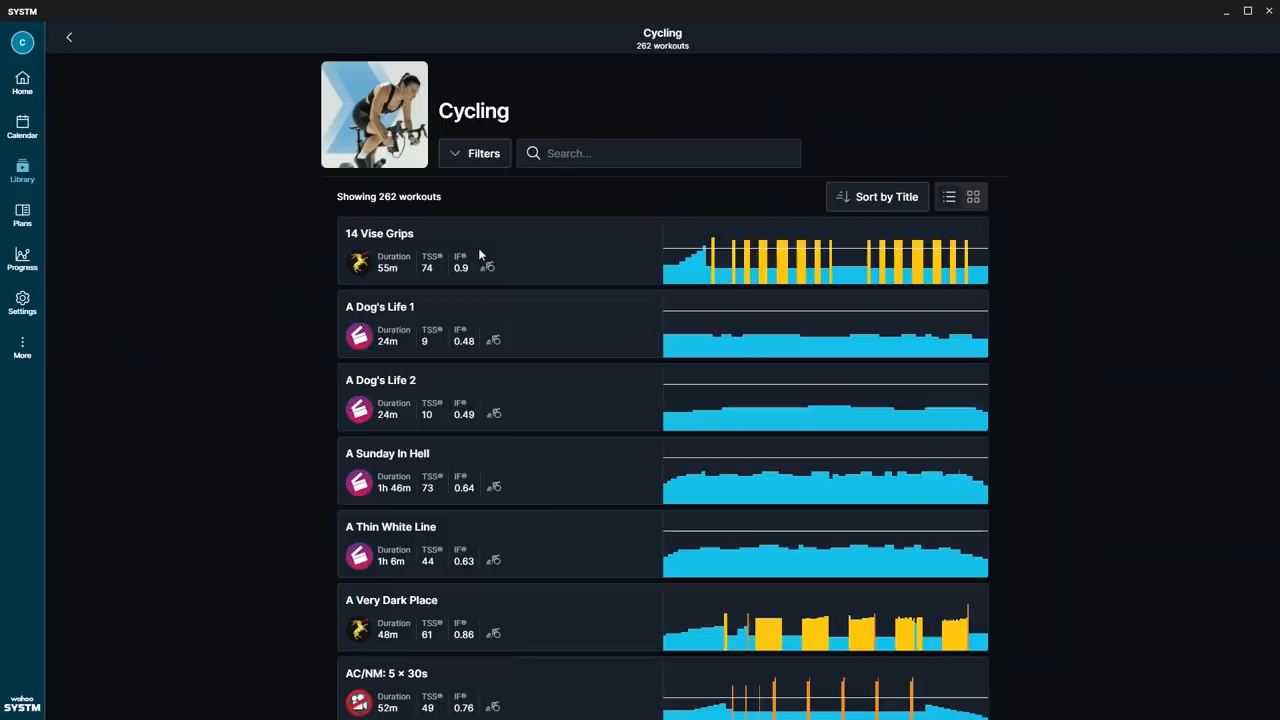 SYSTM
C
Cycling
262 workouts
Home
Calendar
Library
Plans
Progress
Settings
More
wahoo
SYSTM
Cycling
Filters
Search...
Showing 262 workouts
Sort by Title
14 Vise Grips
Duration TSS® IF®
55m 74 0.9
A Dog's Life 1
Duration TSS® IF®
24m 9 0.48
A Dog's Life 2
Duration TSS® IF®
24m 10 0.49
A Sunday In Hell
Duration TSS® IF®
1h 46m 73 0.64
A Thin White Line
Duration TSS® IF®
1h 6m 44 0.63
A Very Dark Place
Duration TSS® IF®
48m 61 0.86
AC/NM: 5 x 30s
Duration TSS® IF®
52m 49 0.76